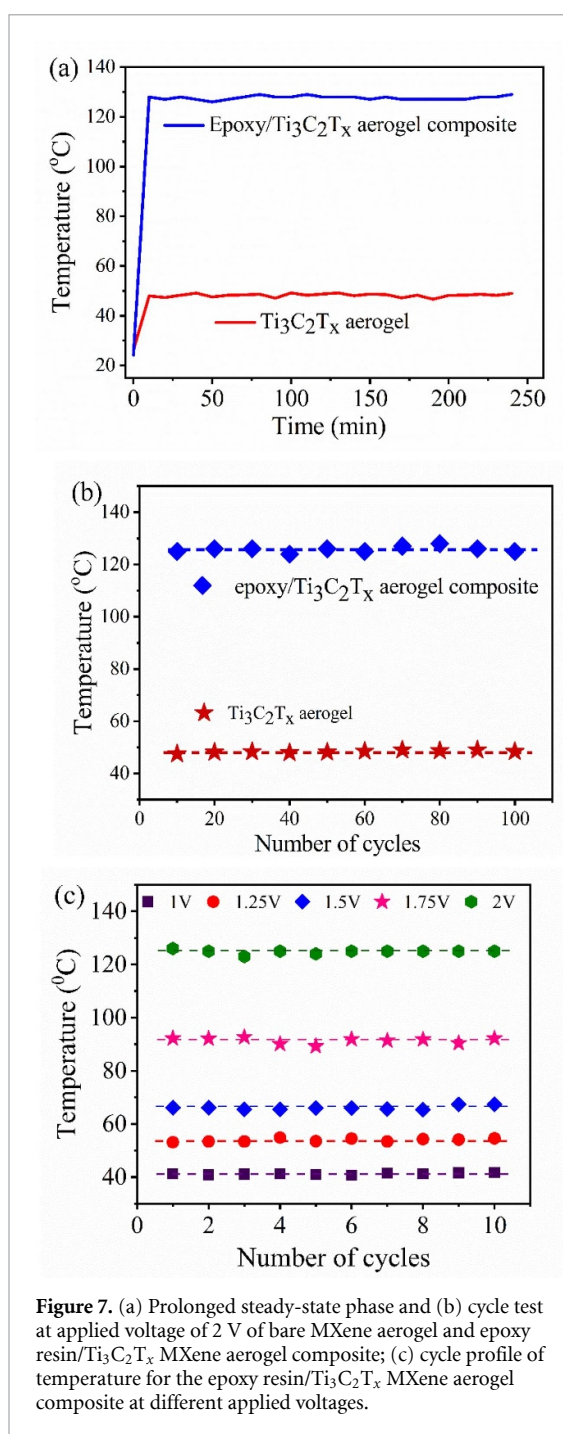 (a)
140
120
100
80
60
40
20
Temperature (°C)
Epoxy/Ti₃C₂Tₓ aerogel composite
Ti₃C₂Tₓ aerogel
0 50 100 150 200 250
Time (min)
(b)
140
120
100
80
60
40
Temperature (°C)
epoxy/Ti₃C₂Tₓ aerogel composite
Ti₃C₂Tₓ aerogel
0 20 40 60 80 100
Number of cycles
(c)
1V 1.25V 1.5V 1.75V 2V
140
120
100
80
60
40
Temperature (⁰C)
0 2 4 6 8 10
Number of cycles
Figure 7. (a) Prolonged steady-state phase and (b) cycle test
at applied voltage of 2 V of bare MXene aerogel and epoxy
resin/Ti₃C₂Tₓ MXene aerogel composite; (c) cycle profile of
temperature for the epoxy resin/Ti₃C₂Tₓ MXene aerogel
composite at different applied voltages.